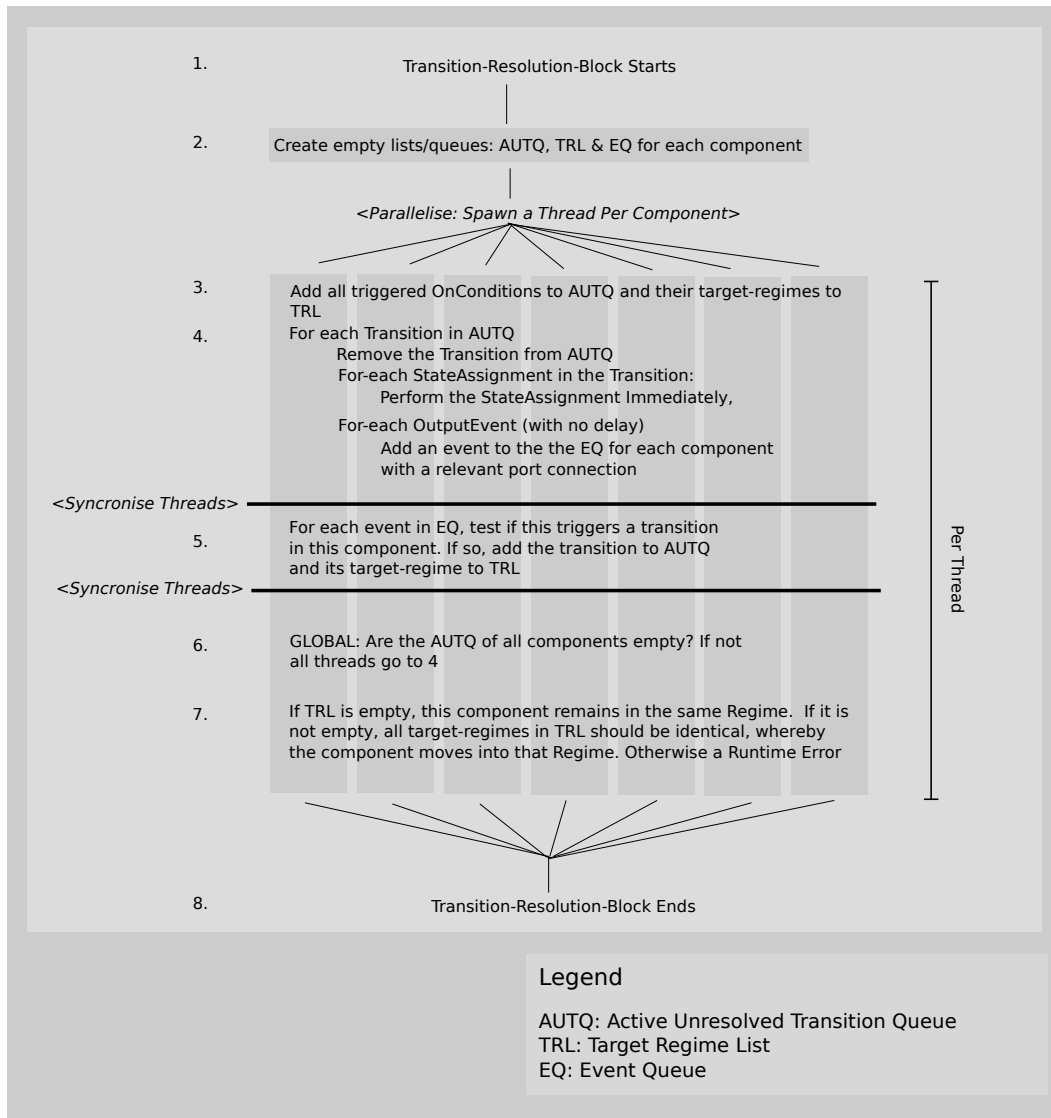 1. Transition-Resolution-Block Starts
2. Create empty lists/queues: AUTQ, TRL & EQ for each component
<Parallelise: Spawn a Thread Per Component>
3. Add all triggered OnConditions to AUTQ and their target-regimes to
TRL
4. For each Transition in AUTQ
Remove the Transition from AUTQ
For-each StateAssignment in the Transition:
Perform the StateAssignment Immediately,
For-each OutputEvent (with no delay)
Add an event to the the EQ for each component
with a relevant port connection
<Syncronise Threads>
For each event in EQ, test if this triggers a transition
5. in this component. If so, add the transition to AUTQ
and its target-regime to TRL
<Syncronise Threads>
6. GLOBAL: Are the AUTQ of all components empty? If not
all threads go to 4
7. If TRL is empty, this component remains in the same Regime.  If it is
not empty, all target-regimes in TRL should be identical, whereby
the component moves into that Regime. Otherwise a Runtime Error
Per Thread
8. Transition-Resolution-Block Ends
Legend
AUTQ: Active Unresolved Transition Queue
TRL: Target Regime List
EQ: Event Queue